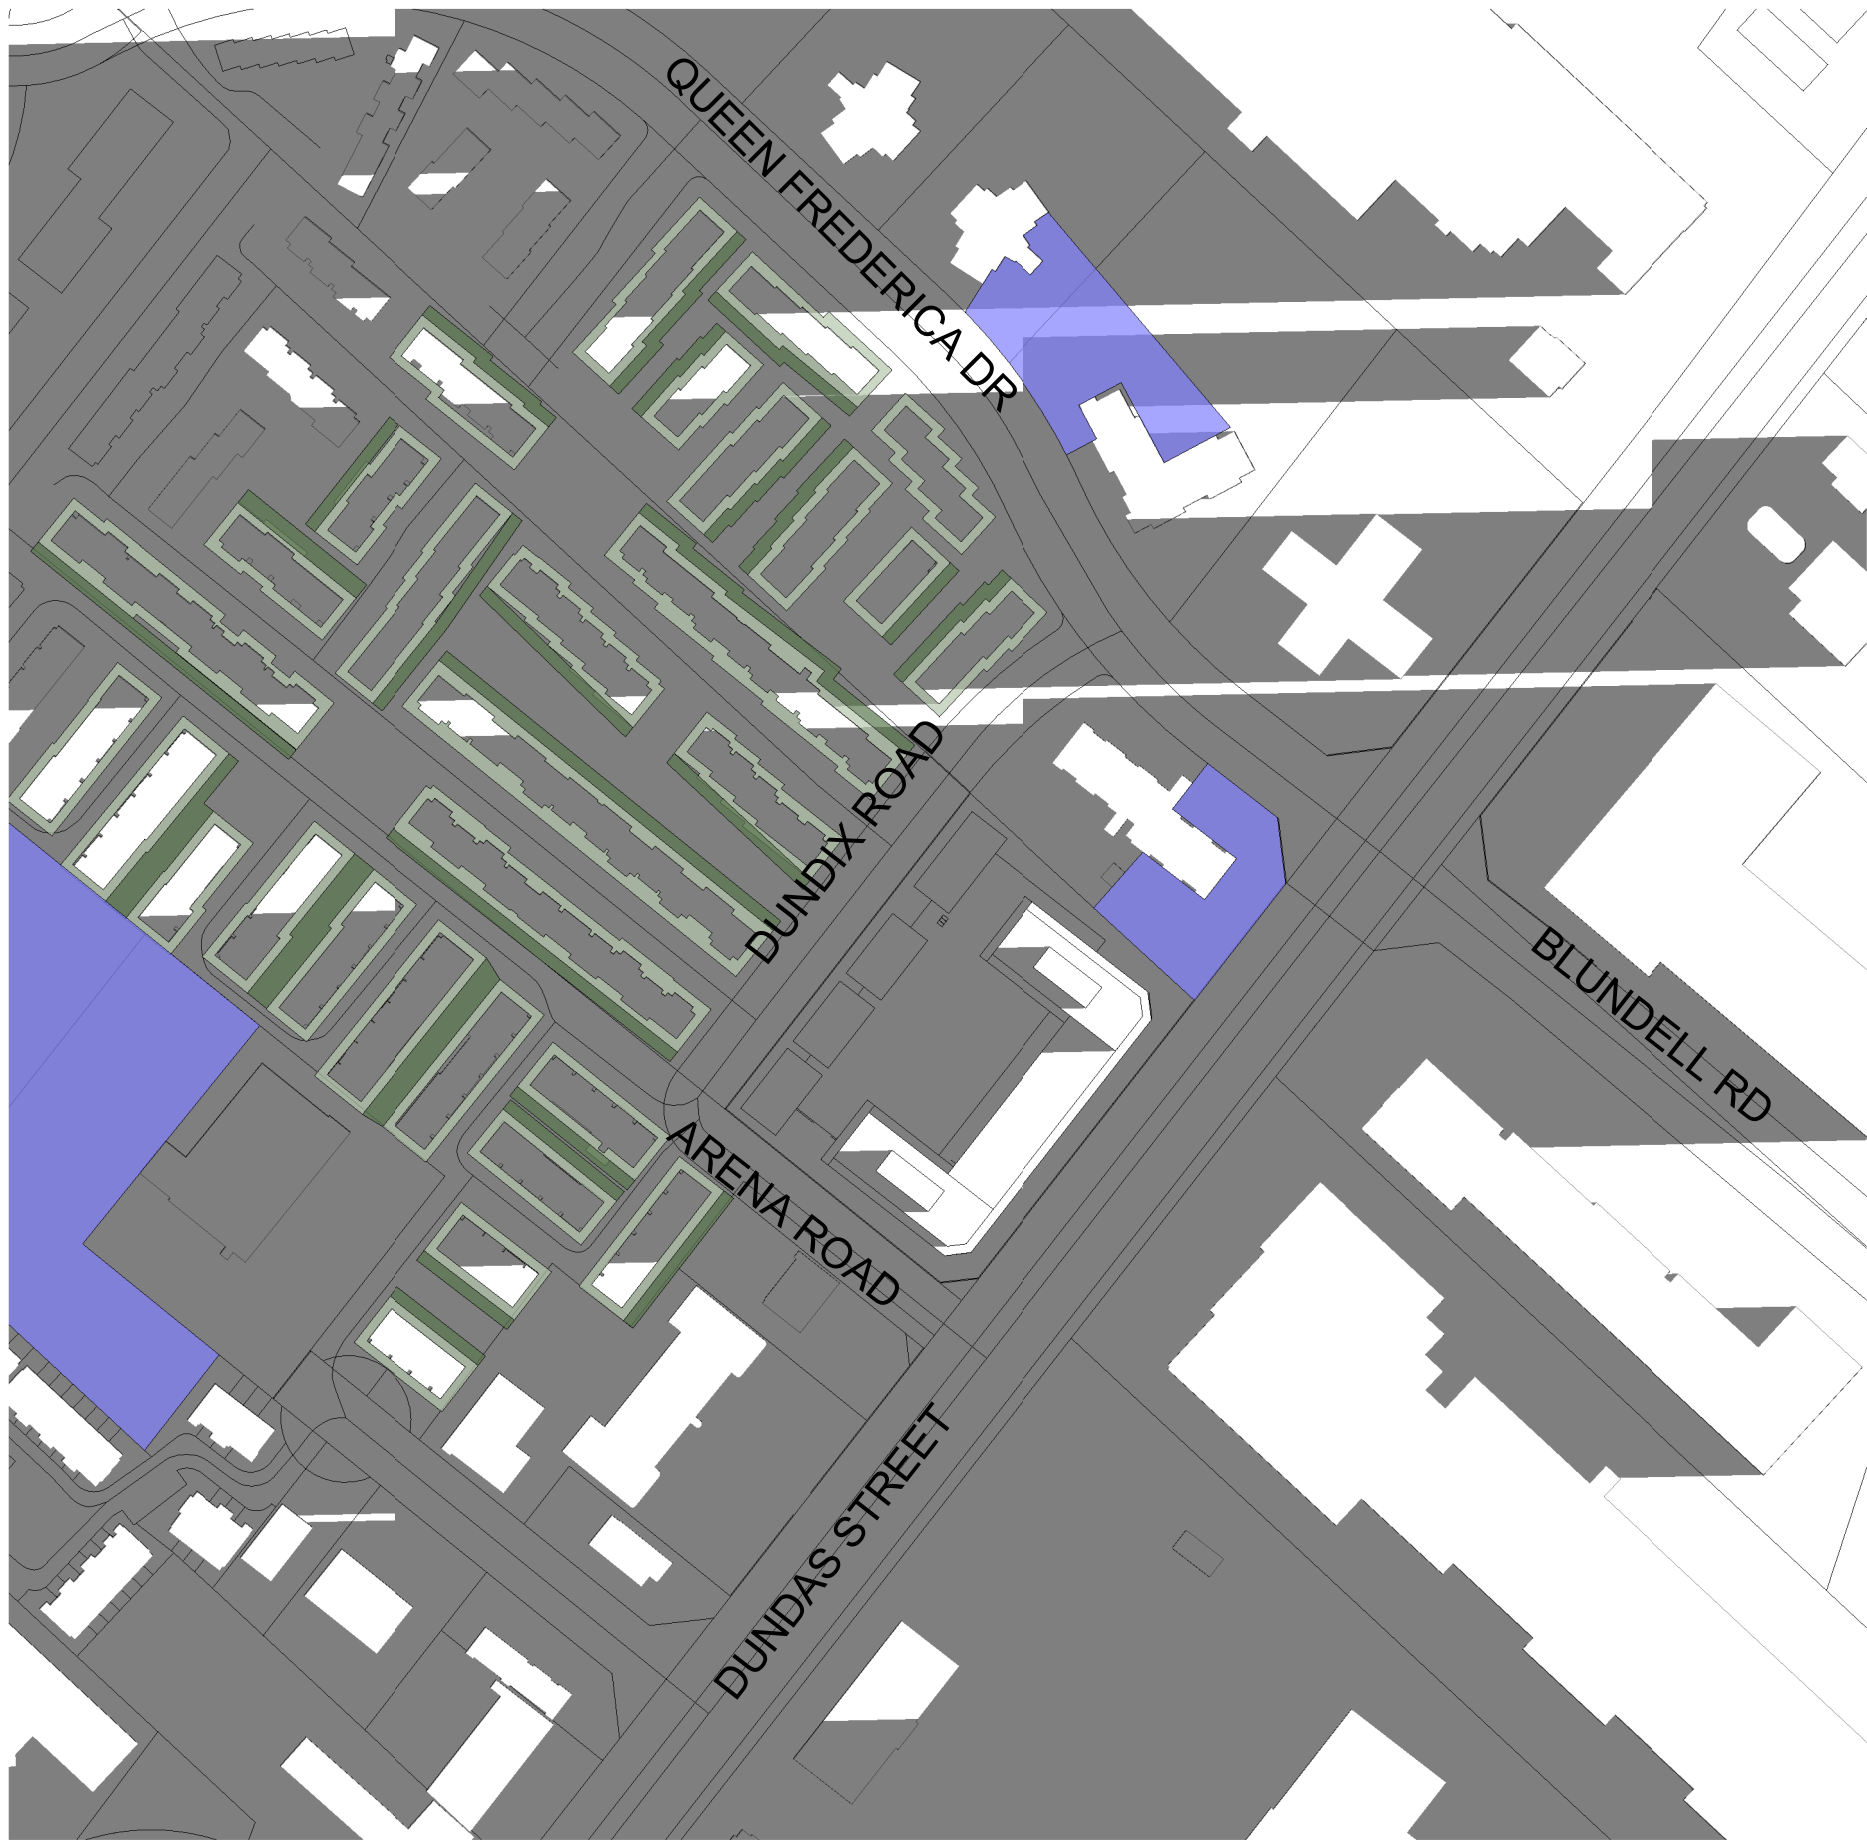 QUEEN FREDERICA DR
DUNDIX ROAD
BLUNDELL RD
ARENA ROAD
DUNDAS STREET